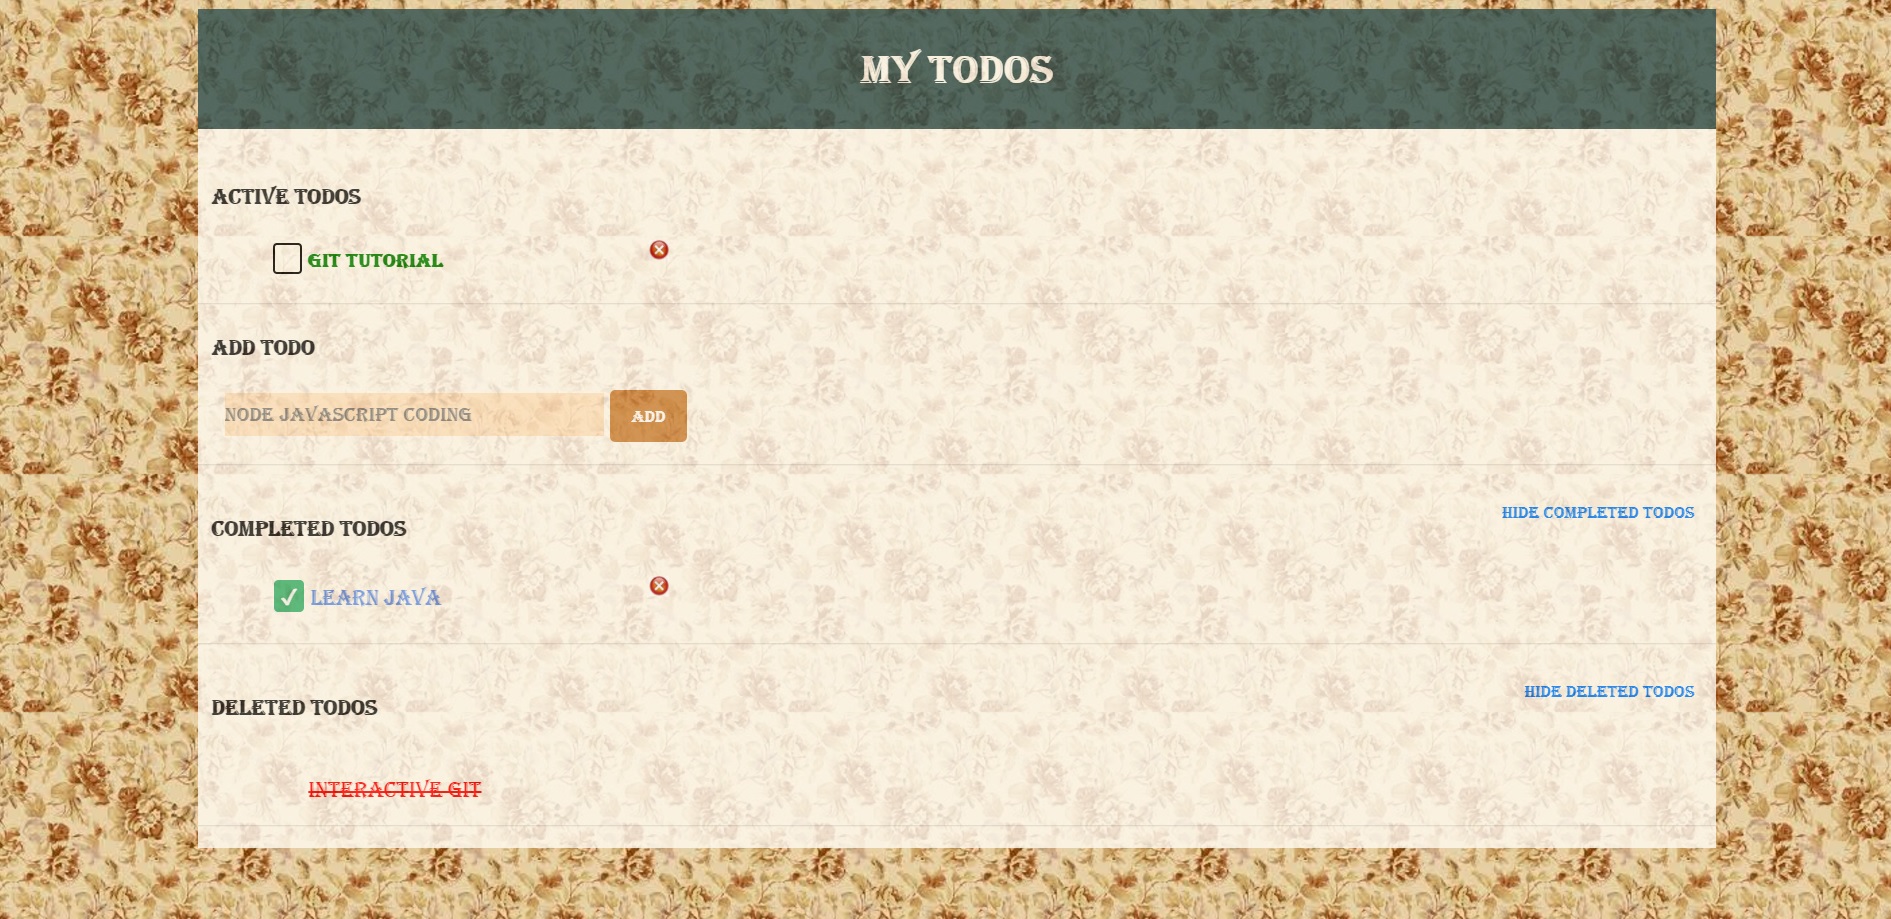 MY TODOS
ACTIVE TODOS
GIT TUTORIAL
ADD TODO
NODE JAVASCRIPT CODING
ADD
HIDE COMPLETED TODOS
COMPLETED TODOS
LEARN JAVA
HIDE DELETED TODOS
DELETED TODOS
INTERACTIVE GIT